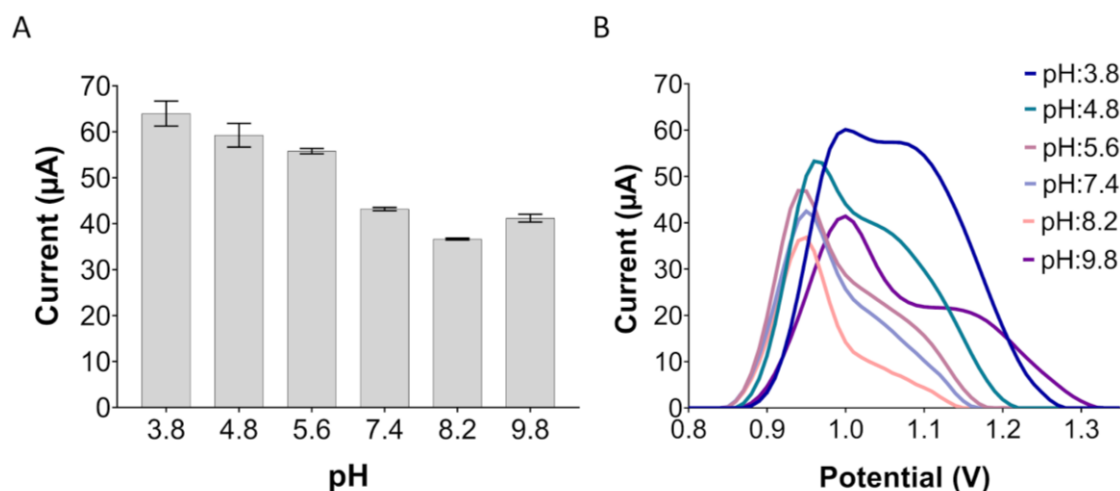 A
Current (µA)
70
60
50
40
30
20
10
0
3.8 4.8 5.6 7.4 8.2 9.8
pH
B
Current (µA)
70
60
50
40
30
20
10
0
0.8 0.9 1.0 1.1 1.2 1.3
Potential (V)
pH:3.8
pH:4.8
pH:5.6
pH:7.4
pH:8.2
pH:9.8